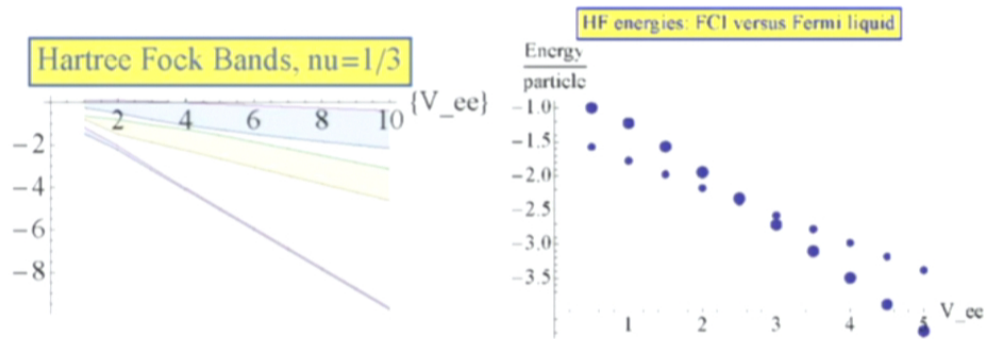 Hartree Fock Bands, nu=1/3
{V_ee}
2 4 6 8 10
−2
−4
−6
−8
HF energies: FCI versus Fermi liquid
Energy
particle
−1.0
−1.5
−2.0
−2.5
−3.0
−3.5
1 2 3 4 5
V_ee